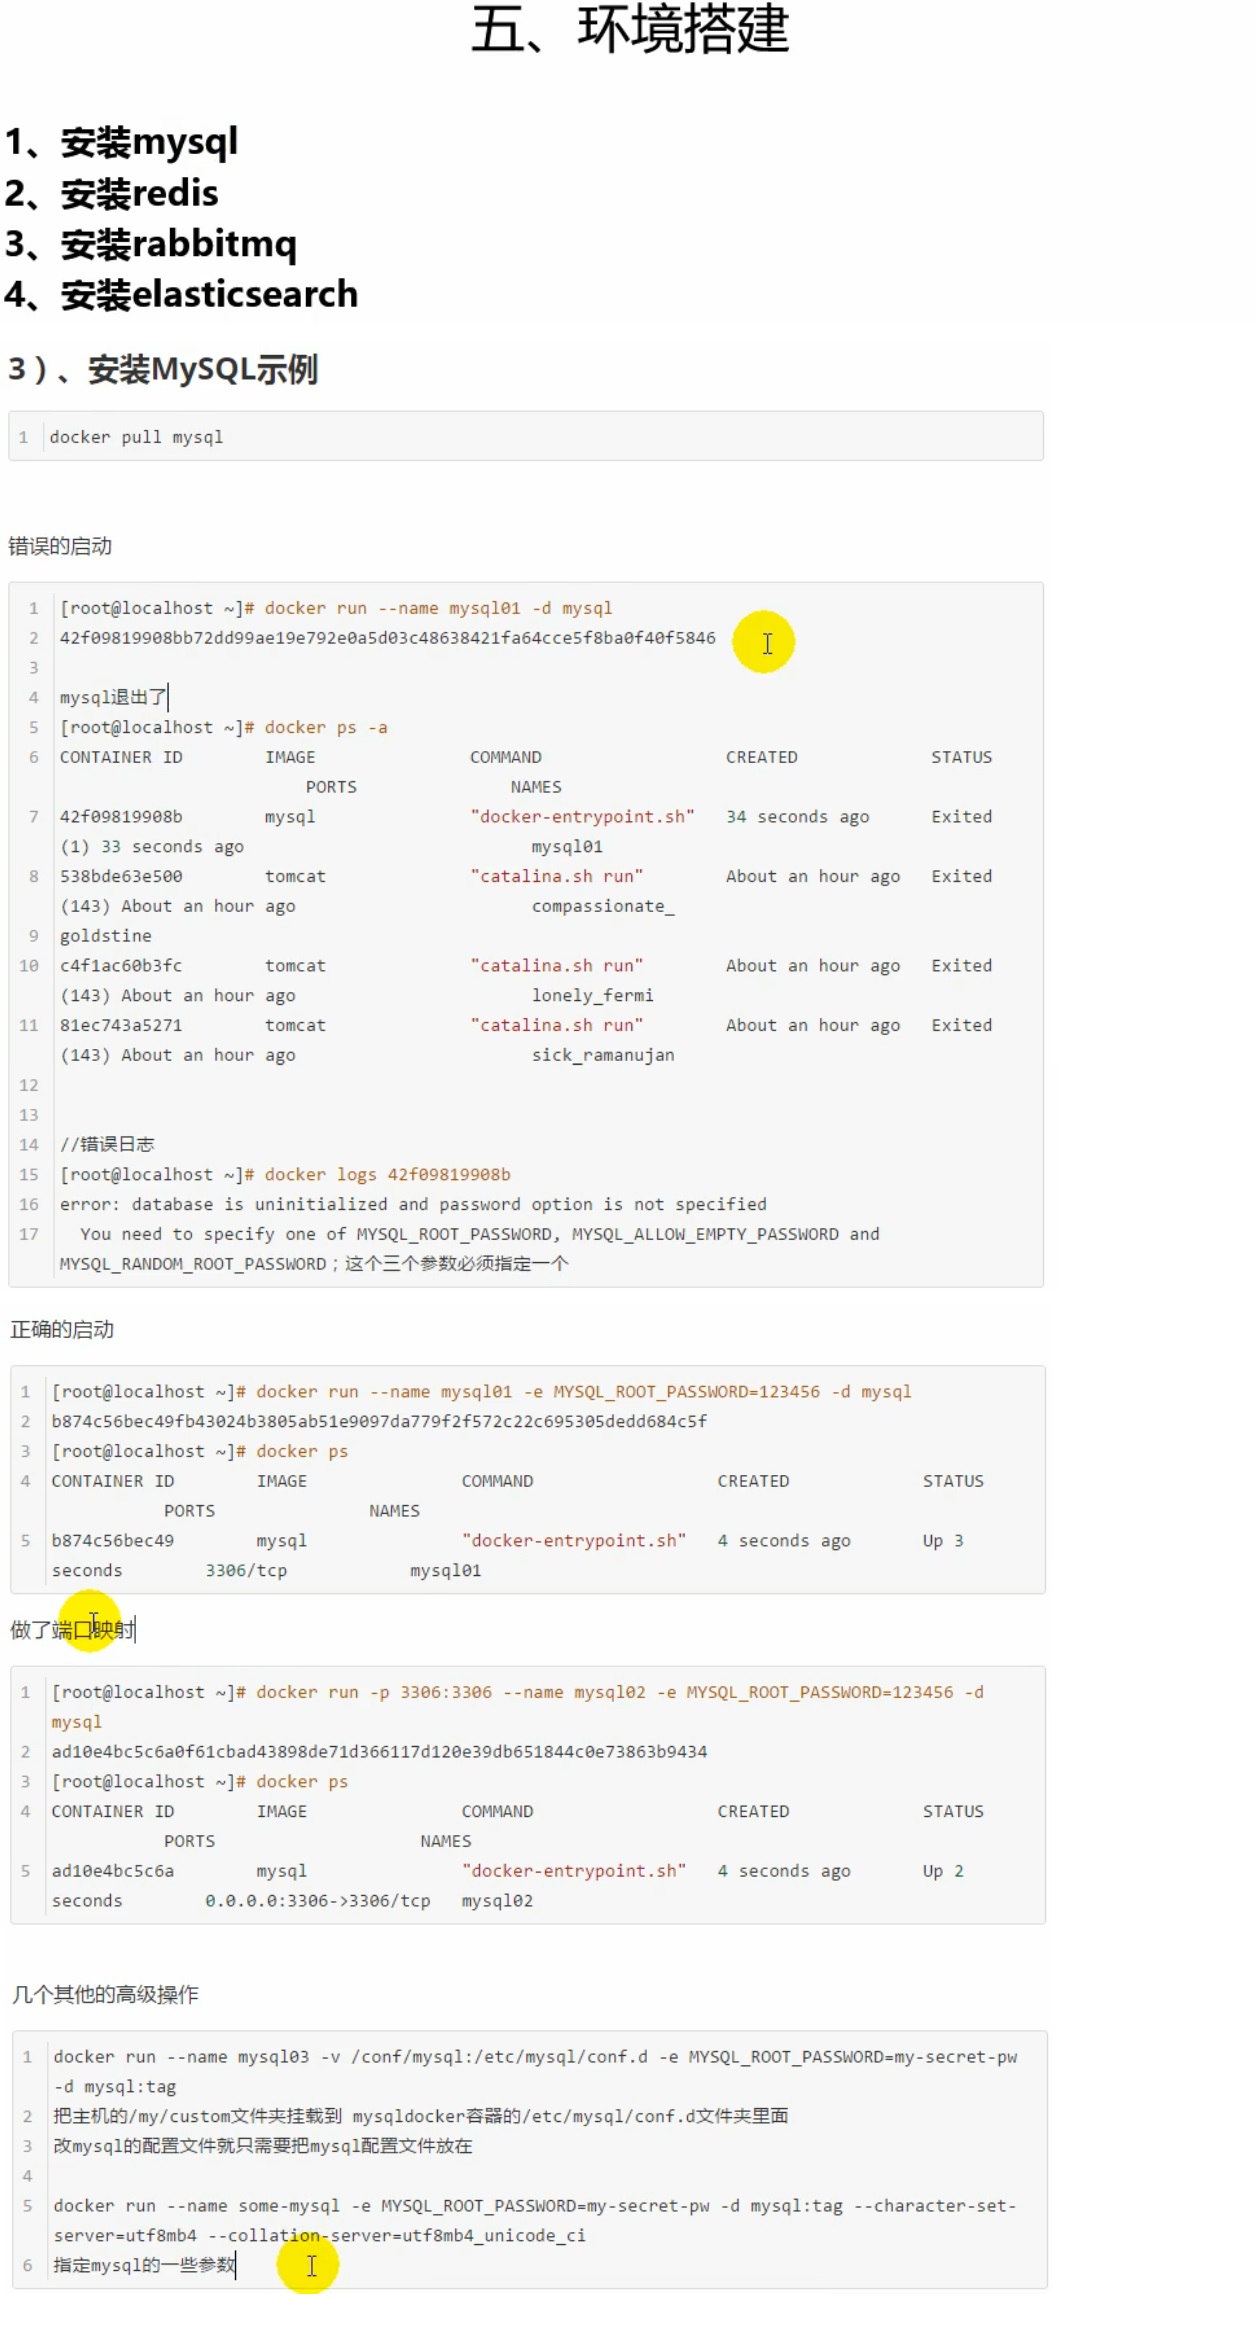 五、环境搭建
1、安装mysql
2、安装redis
3、安装rabbitmq
4、安装elasticsearch
3）、安装MySQL示例
1 docker pull mysql
错误的启动
1 [root@localhost ~]# docker run --name mysql01 -d mysql
2 42f09819908bb72dd99ae19e792e0a5d03c48638421fa64cce5f8ba0f40f5846
3
4 mysql退出了
5 [root@localhost ~]# docker ps -a
6 CONTAINER ID IMAGE COMMAND CREATED STATUS
PORTS NAMES
7 42f09819908b mysql "docker-entrypoint.sh" 34 seconds ago Exited
(1) 33 seconds ago mysql01
8 538bde63e500 tomcat "catalina.sh run" About an hour ago Exited
(143) About an hour ago compassionate_
9 goldstine
10 c4f1ac60b3fc tomcat "catalina.sh run" About an hour ago Exited
(143) About an hour ago lonely_fermi
11 81ec743a5271 tomcat "catalina.sh run" About an hour ago Exited
(143) About an hour ago sick_ramanujan
12
13
14 //错误日志
15 [root@localhost ~]# docker logs 42f09819908b
16 error: database is uninitialized and password option is not specified
17 You need to specify one of MYSQL_ROOT_PASSWORD, MYSQL_ALLOW_EMPTY_PASSWORD and
MYSQL_RANDOM_ROOT_PASSWORD；这个三个参数必须指定一个
正确的启动
1 [root@localhost ~]# docker run --name mysql01 -e MYSQL_ROOT_PASSWORD=123456 -d mysql
2 b874c56bec49fb43024b3805ab51e9097da779f2f572c22c695305dedd684c5f
3 [root@localhost ~]# docker ps
4 CONTAINER ID IMAGE COMMAND CREATED STATUS
PORTS NAMES
5 b874c56bec49 mysql "docker-entrypoint.sh" 4 seconds ago Up 3
seconds 3306/tcp mysql01
做了端口映射
1 [root@localhost ~]# docker run -p 3306:3306 --name mysql02 -e MYSQL_ROOT_PASSWORD=123456 -d
mysql
2 ad10e4bc5c6a0f61cbad43898de71d366117d120e39db651844c0e73863b9434
3 [root@localhost ~]# docker ps
4 CONTAINER ID IMAGE COMMAND CREATED STATUS
PORTS NAMES
5 ad10e4bc5c6a mysql "docker-entrypoint.sh" 4 seconds ago Up 2
seconds 0.0.0.0:3306->3306/tcp mysql02
几个其他的高级操作
1 docker run --name mysql03 -v /conf/mysql:/etc/mysql/conf.d -e MYSQL_ROOT_PASSWORD=my-secret-pw
-d mysql:tag
2 把主机的/my/custom文件夹挂载到 mysqldocker容器的/etc/mysql/conf.d文件夹里面
3 改mysql的配置文件就只需要把mysql配置文件放在
4
5 docker run --name some-mysql -e MYSQL_ROOT_PASSWORD=my-secret-pw -d mysql:tag --character-set-
server=utf8mb4 --collation-server=utf8mb4_unicode_ci
6 指定mysql的一些参数